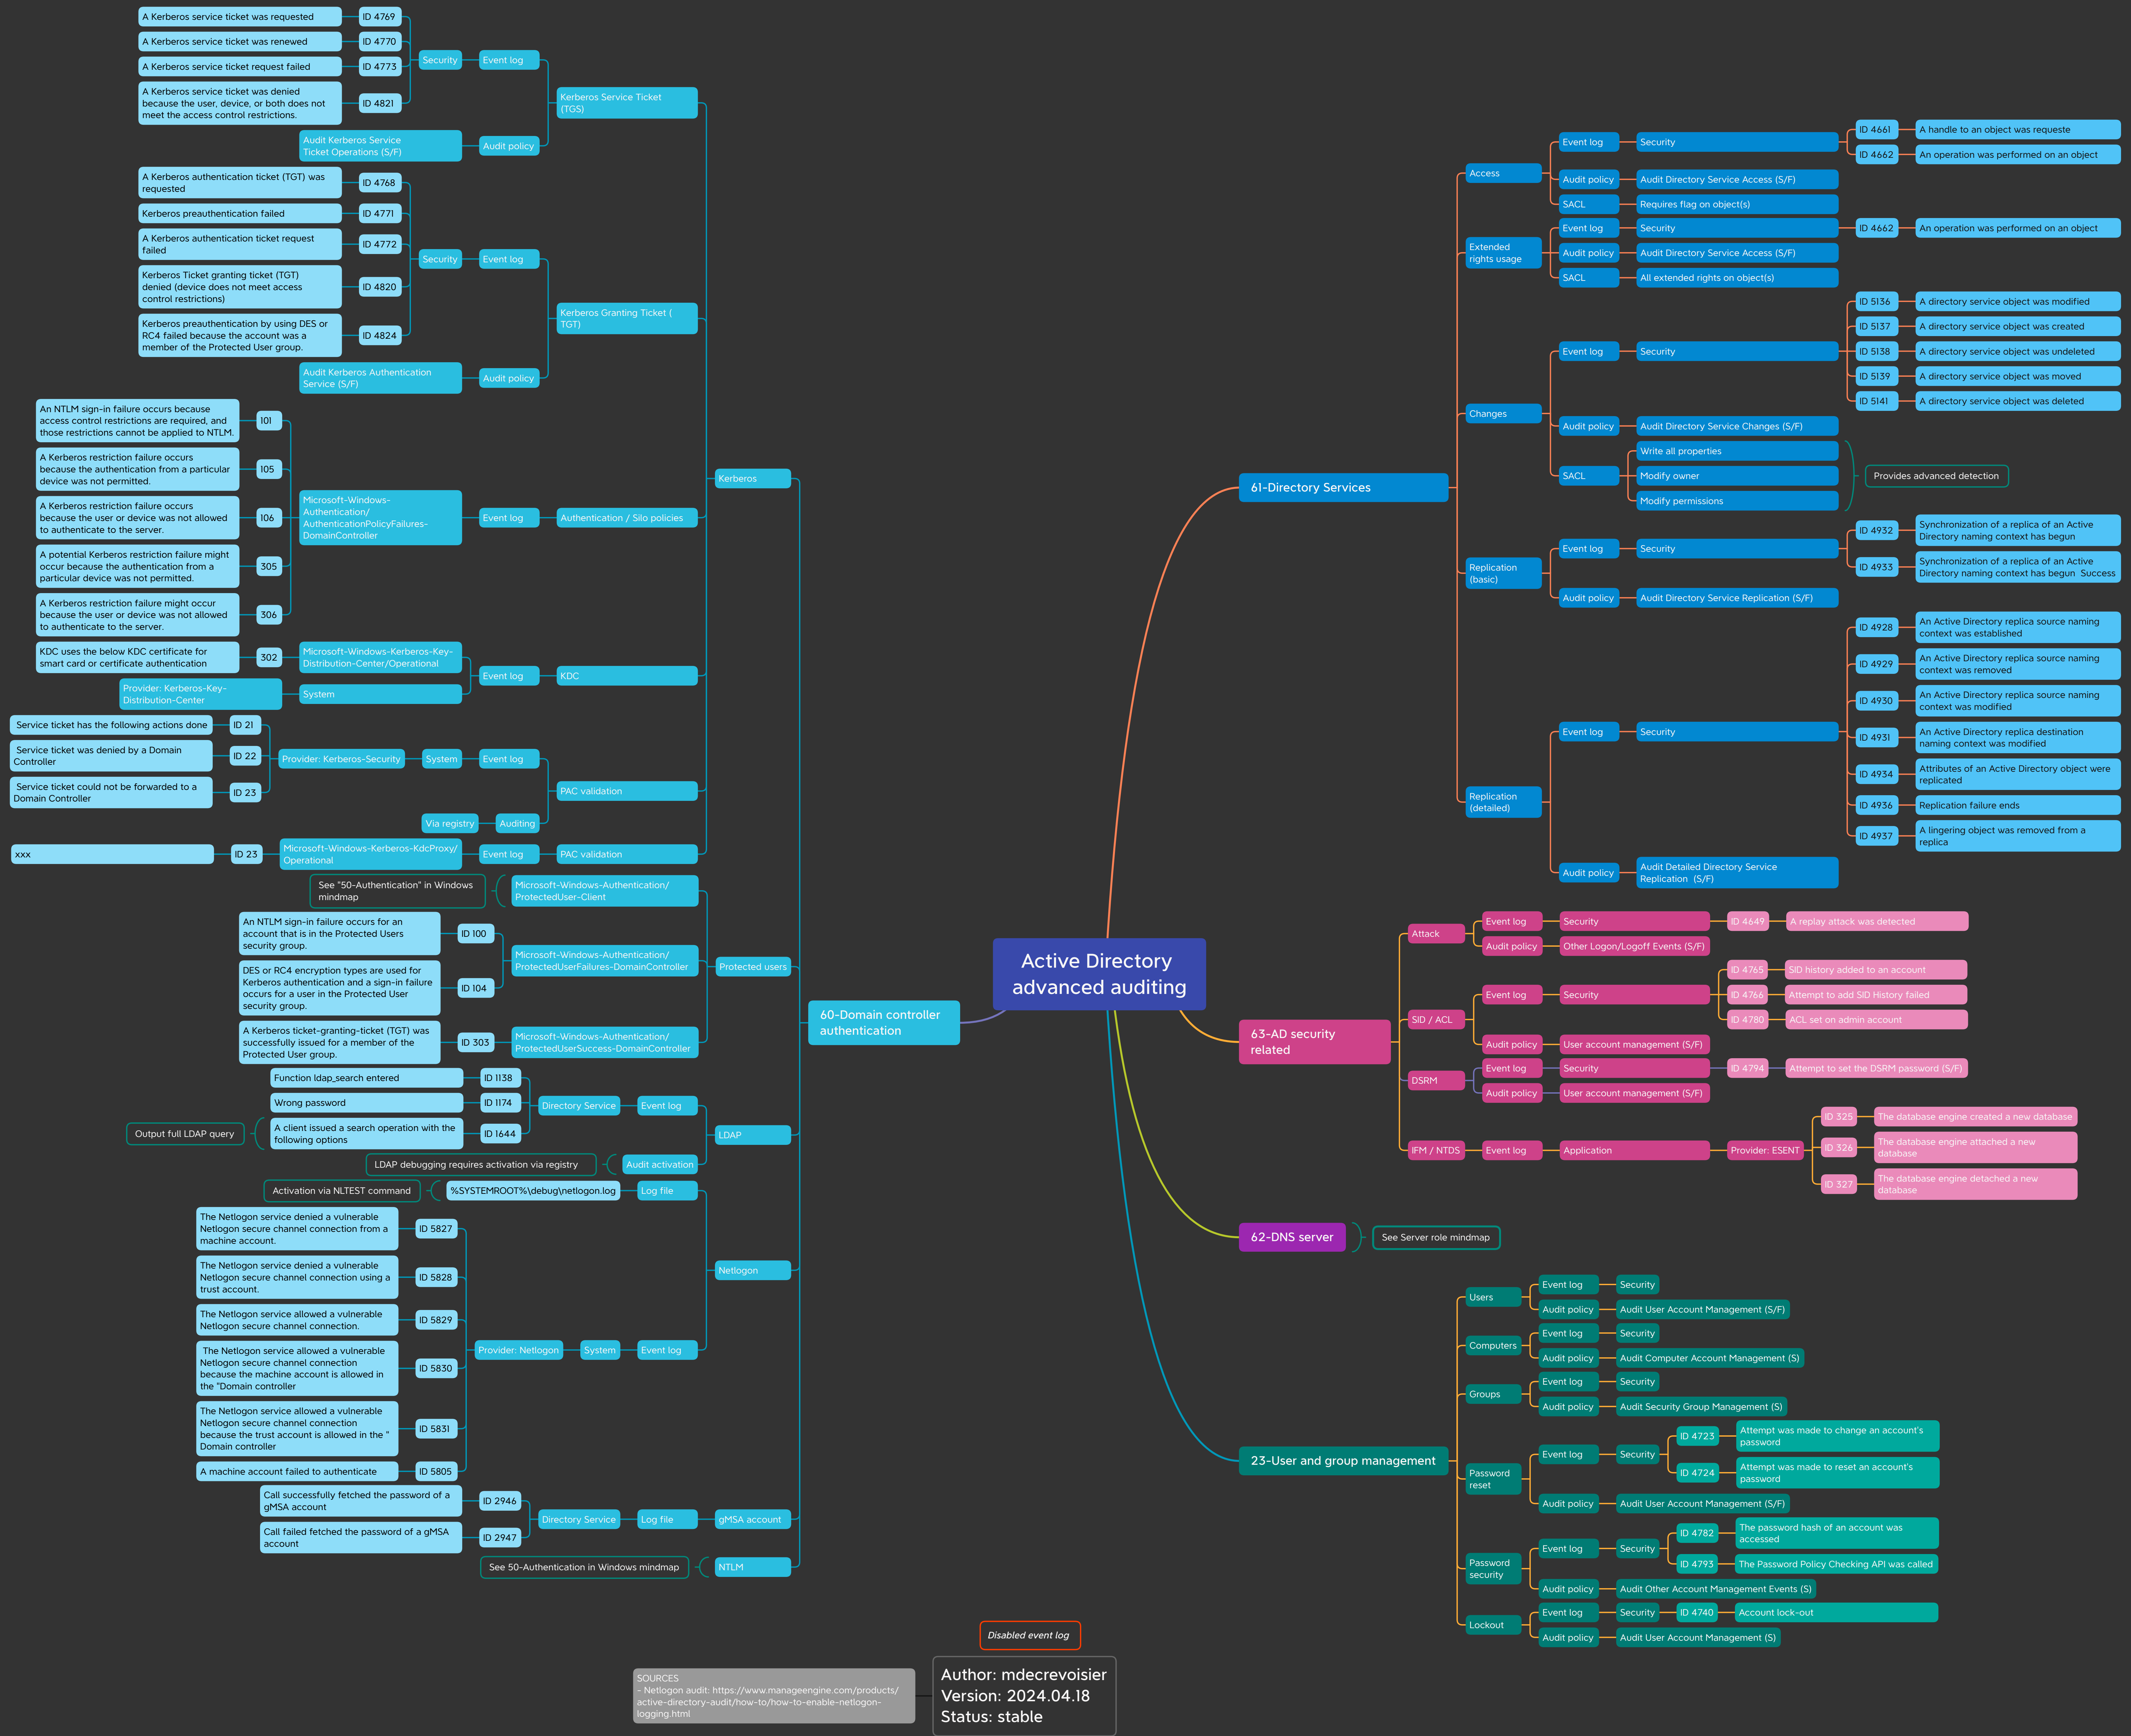 Active Directory
advanced auditing
60-Domain controller
authentication
Kerberos
Kerberos Service Ticket
(TGS)
Event log
Security
ID 4769
A Kerberos service ticket was requested
ID 4770
A Kerberos service ticket was renewed
ID 4773
A Kerberos service ticket request failed
ID 4821
A Kerberos service ticket was denied
because the user, device, or both does not
meet the access control restrictions.
Audit policy
Audit Kerberos Service
Ticket Operations (S/F)
Kerberos Granting Ticket (
TGT)
Event log
Security
ID 4768
A Kerberos authentication ticket (TGT) was
requested
ID 4771
Kerberos preauthentication failed
ID 4772
A Kerberos authentication ticket request
failed
ID 4820
Kerberos Ticket granting ticket (TGT)
denied (device does not meet access
control restrictions)
ID 4824
Kerberos preauthentication by using DES or
RC4 failed because the account was a
member of the Protected User group.
Audit policy
Audit Kerberos Authentication
Service (S/F)
Authentication / Silo policies
Event log
Microsoft-Windows-
Authentication/
AuthenticationPolicyFailures-
DomainController
101
An NTLM sign-in failure occurs because
access control restrictions are required, and
those restrictions cannot be applied to NTLM.
105
A Kerberos restriction failure occurs
because the authentication from a particular
device was not permitted.
106
A Kerberos restriction failure occurs
because the user or device was not allowed
to authenticate to the server.
305
A potential Kerberos restriction failure might
occur because the authentication from a
particular device was not permitted.
306
A Kerberos restriction failure might occur
because the user or device was not allowed
to authenticate to the server.
KDC
Event log
Microsoft-Windows-Kerberos-Key-
Distribution-Center/Operational
302
KDC uses the below KDC certificate for
smart card or certificate authentication
System
Provider: Kerberos-Key-
Distribution-Center
PAC validation
Event log
System
Provider: Kerberos-Security
ID 21
Service ticket has the following actions done
ID 22
Service ticket was denied by a Domain
Controller
ID 23
Service ticket could not be forwarded to a
Domain Controller
Auditing
Via registry
PAC validation
Event log
Microsoft-Windows-Kerberos-KdcProxy/
Operational
ID 23
xxx
Protected users
Microsoft-Windows-Authentication/
ProtectedUser-Client
See "50-Authentication" in Windows
mindmap
Microsoft-Windows-Authentication/
ProtectedUserFailures-DomainController
ID 100
An NTLM sign-in failure occurs for an
account that is in the Protected Users
security group.
ID 104
DES or RC4 encryption types are used for
Kerberos authentication and a sign-in failure
occurs for a user in the Protected User
security group.
Microsoft-Windows-Authentication/
ProtectedUserSuccess-DomainController
ID 303
A Kerberos ticket-granting-ticket (TGT) was
successfully issued for a member of the
Protected User group.
LDAP
Event log
Directory Service
ID 1138
Function ldap_search entered
ID 1174
Wrong password
ID 1644
A client issued a search operation with the
following options
Output full LDAP query
Audit activation
LDAP debugging requires activation via registry
Netlogon
Log file
%SYSTEMROOT%\debug\netlogon.log
Activation via NLTEST command
Event log
System
Provider: Netlogon
ID 5827
The Netlogon service denied a vulnerable
Netlogon secure channel connection from a
machine account.
ID 5828
The Netlogon service denied a vulnerable
Netlogon secure channel connection using a
trust account.
ID 5829
The Netlogon service allowed a vulnerable
Netlogon secure channel connection.
ID 5830
The Netlogon service allowed a vulnerable
Netlogon secure channel connection
because the machine account is allowed in
the "Domain controller
ID 5831
The Netlogon service allowed a vulnerable
Netlogon secure channel connection
because the trust account is allowed in the "
Domain controller
ID 5805
A machine account failed to authenticate
gMSA account
Log file
Directory Service
ID 2946
Call successfully fetched the password of a
gMSA account
ID 2947
Call failed fetched the password of a gMSA
account
NTLM
See 50-Authentication in Windows mindmap
61-Directory Services
Access
Event log
Security
ID 4661
A handle to an object was requeste
ID 4662
An operation was performed on an object
Audit policy
Audit Directory Service Access (S/F)
SACL
Requires flag on object(s)
Extended
rights usage
Event log
Security
ID 4662
An operation was performed on an object
Audit policy
Audit Directory Service Access (S/F)
SACL
All extended rights on object(s)
Changes
Event log
Security
ID 5136
A directory service object was modified
ID 5137
A directory service object was created
ID 5138
A directory service object was undeleted
ID 5139
A directory service object was moved
ID 5141
A directory service object was deleted
Audit policy
Audit Directory Service Changes (S/F)
SACL
Write all properties
Modify owner
Modify permissions
Provides advanced detection
Replication
(basic)
Event log
Security
ID 4932
Synchronization of a replica of an Active
Directory naming context has begun
ID 4933
Synchronization of a replica of an Active
Directory naming context has begun  Success
Audit policy
Audit Directory Service Replication (S/F)
Replication
(detailed)
Event log
Security
ID 4928
An Active Directory replica source naming
context was established
ID 4929
An Active Directory replica source naming
context was removed
ID 4930
An Active Directory replica source naming
context was modified
ID 4931
An Active Directory replica destination
naming context was modified
ID 4934
Attributes of an Active Directory object were
replicated
ID 4936
Replication failure ends
ID 4937
A lingering object was removed from a
replica
Audit policy
Audit Detailed Directory Service
Replication  (S/F)
63-AD security
related
Attack
Event log
Security
ID 4649
A replay attack was detected
Audit policy
Other Logon/Logoff Events (S/F)
SID / ACL
Event log
Security
ID 4765
SID history added to an account
ID 4766
Attempt to add SID History failed
ID 4780
ACL set on admin account
Audit policy
User account management (S/F)
DSRM
Event log
Security
ID 4794
Attempt to set the DSRM password (S/F)
Audit policy
User account management (S/F)
IFM / NTDS
Event log
Application
Provider: ESENT
ID 325
The database engine created a new database
ID 326
The database engine attached a new
database
ID 327
The database engine detached a new
database
62-DNS server
See Server role mindmap
23-User and group management
Users
Event log
Security
Audit policy
Audit User Account Management (S/F)
Computers
Event log
Security
Audit policy
Audit Computer Account Management (S)
Groups
Event log
Security
Audit policy
Audit Security Group Management (S)
Password
reset
Event log
Security
ID 4723
Attempt was made to change an account's
password
ID 4724
Attempt was made to reset an account's
password
Audit policy
Audit User Account Management (S/F)
Password
security
Event log
Security
ID 4782
The password hash of an account was
accessed
ID 4793
The Password Policy Checking API was called
Audit policy
Audit Other Account Management Events (S)
Lockout
Event log
Security
ID 4740
Account lock-out
Audit policy
Audit User Account Management (S)
Disabled event log
Author: mdecrevoisier
Version: 2024.04.18
Status: stable
SOURCES
- Netlogon audit: https://www.manageengine.com/products/
active-directory-audit/how-to/how-to-enable-netlogon-
logging.html